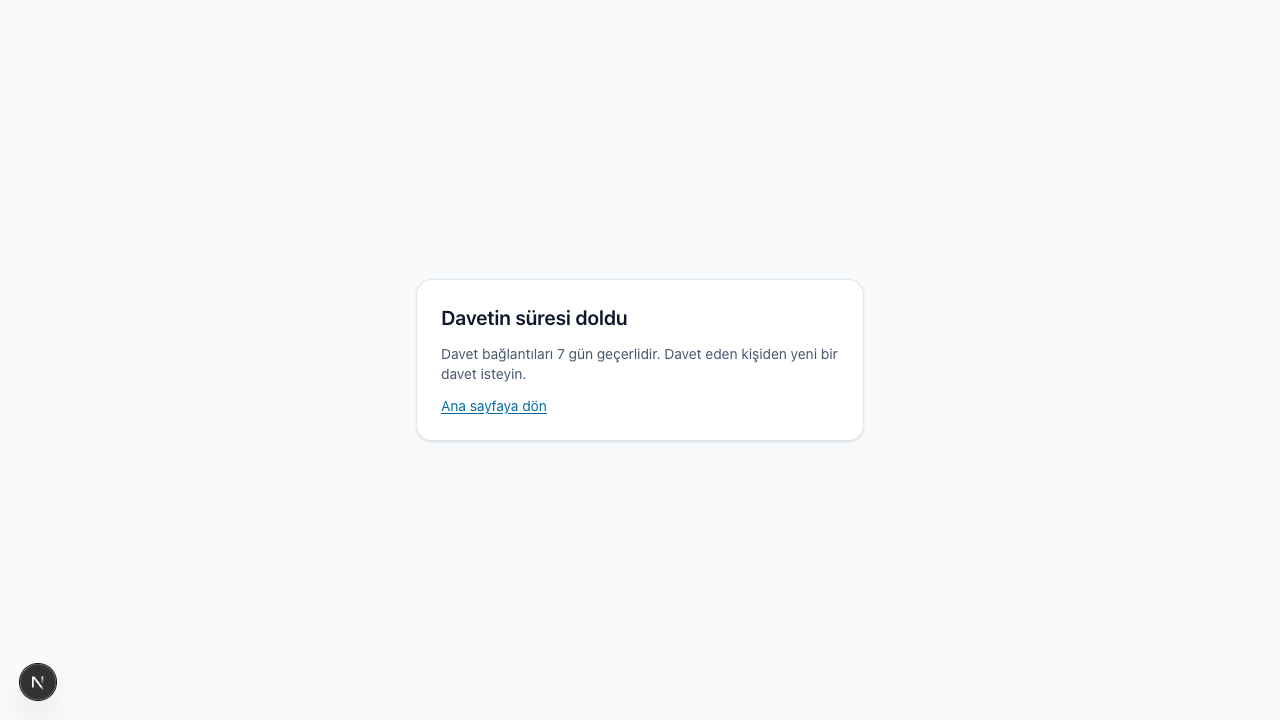 Davetin süresi doldu
Davet bağlantıları 7 gün geçerlidir. Davet eden kişiden yeni bir
davet isteyin.
Ana sayfaya dön
N